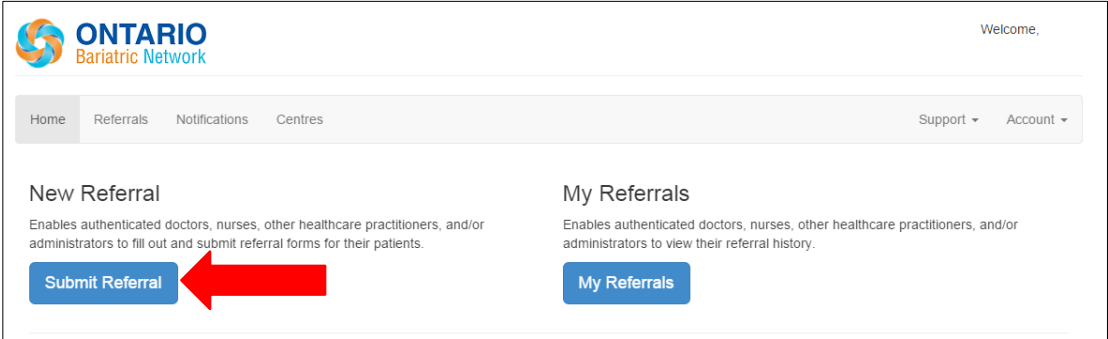 ONTARIO
Bariatric Network
Welcome,
Home Referrals Notifications Centres Support Account
New Referral
Enables authenticated doctors, nurses, other healthcare practitioners, and/or
administrators to fill out and submit referral forms for their patients.
Submit Referral
My Referrals
Enables authenticated doctors, nurses, other healthcare practitioners, and/or
administrators to view their referral history.
My Referrals